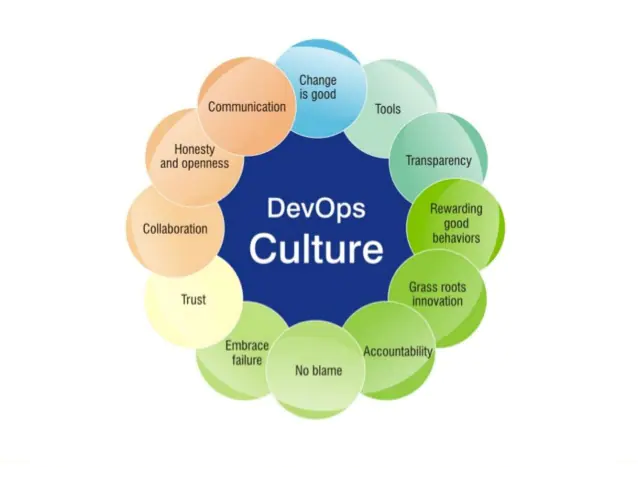 DevOps
Culture
Change
is good
Tools
Transparency
Rewarding
good
behaviors
Grass roots
innovation
Accountability
No blame
Embrace
failure
Trust
Collaboration
Honesty
and openness
Communication